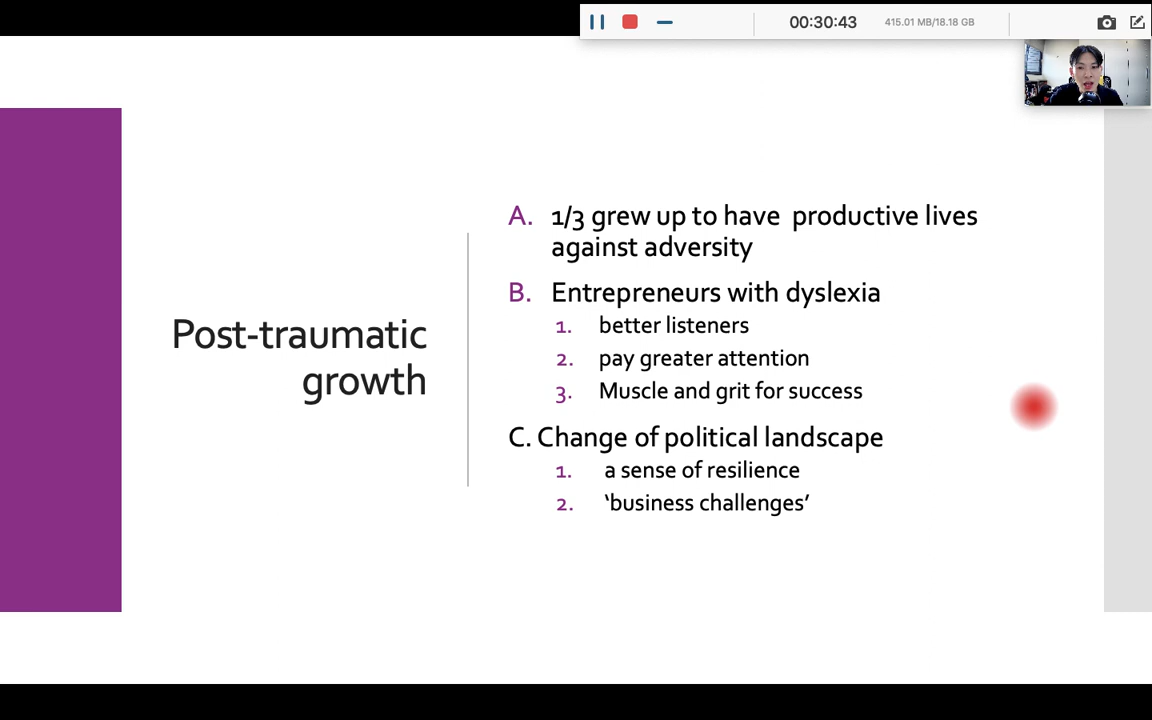 00:30:43
415.01 MB/18.18 GB
Post-traumatic
growth
A. 1/3 grew up to have  productive lives
against adversity
B. Entrepreneurs with dyslexia
1. better listeners
2. pay greater attention
3. Muscle and grit for success
C. Change of political landscape
1. a sense of resilience
2. ‘business challenges’